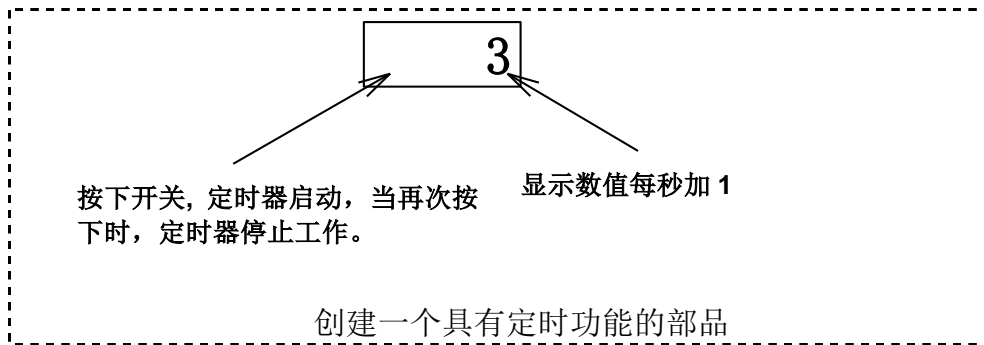 3
按下开关, 定时器启动，当再次按
下时，定时器停止工作。
显示数值每秒加 1
创建一个具有定时功能的部品